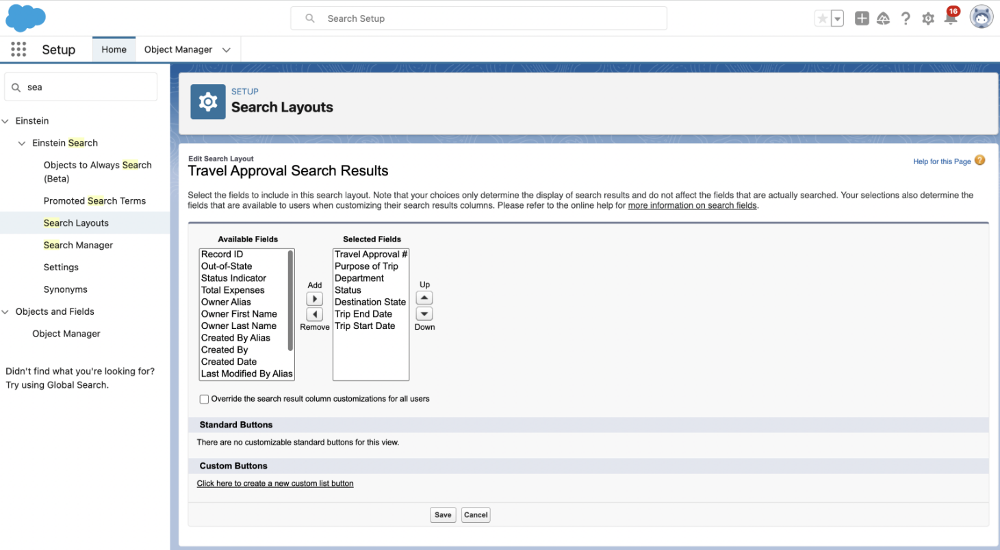 Search Setup
16
Setup
Home
Object Manager
sea
Einstein
Einstein Search
Objects to Always Search
(Beta)
Promoted Search Terms
Search Layouts
Search Manager
Settings
Synonyms
Objects and Fields
Object Manager
Didn't find what you're looking for?
Try using Global Search.
SETUP
Search Layouts
Edit Search Layout
Travel Approval Search Results
Help for this Page
Select the fields to include in this search layout. Note that your choices only determine the display of search results and do not affect the fields that are actually searched. Your selections also determine the
fields that are available to users when customizing their search results columns. Please refer to the online help for more information on search fields.
Available Fields
Record ID
Out-of-State
Status Indicator
Total Expenses
Owner Alias
Owner First Name
Owner Last Name
Created By Alias
Created By
Created Date
Last Modified By Alias
Add
Remove
Selected Fields
Travel Approval #
Purpose of Trip
Department
Status
Destination State
Trip End Date
Trip Start Date
Up
Down
Override the search result column customizations for all users
Standard Buttons
There are no customizable standard buttons for this view.
Custom Buttons
Click here to create a new custom list button
Save
Cancel